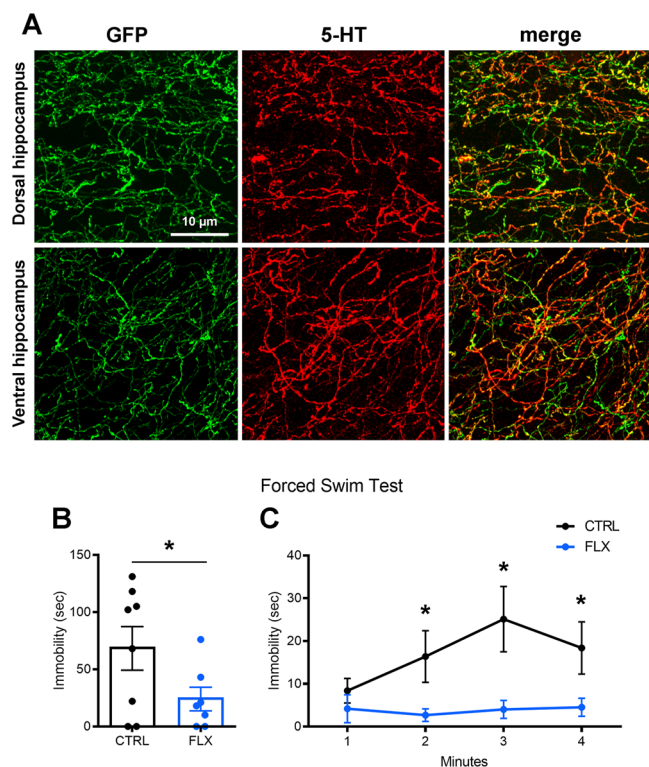 A
GFP
5-HT
merge
Dorsal hippocampus
10 µm
Ventral hippocampus
Forced Swim Test
B
*
Immobility (sec)
150
100
50
0
CTRL
FLX
C
CTRL
FLX
Immobility (sec)
40
30
20
10
0
*
*
*
1
2
3
4
Minutes